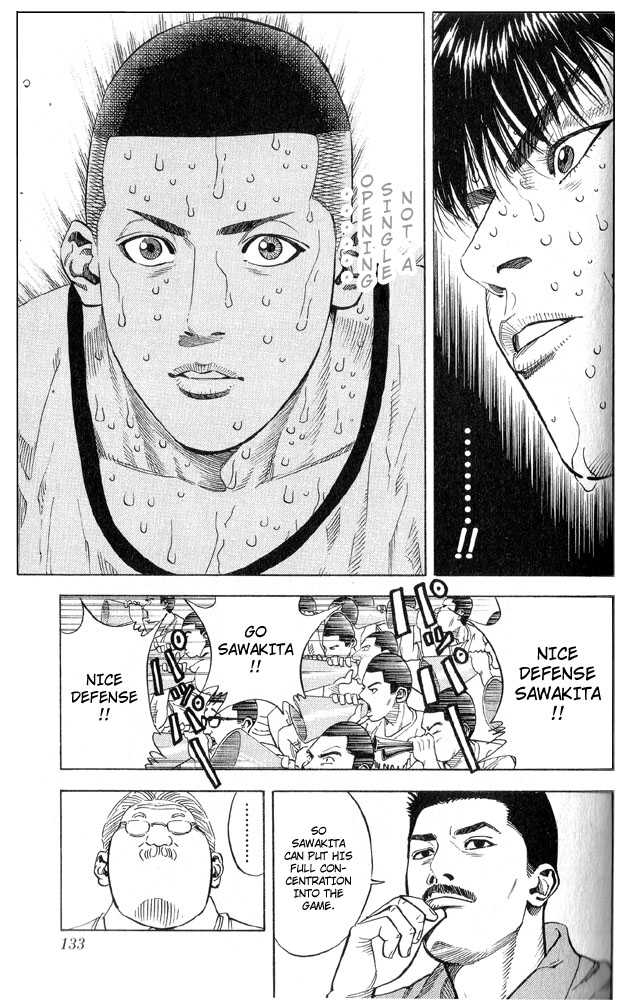 ..........!!
NOT A
SINGLE
OPENING......
NICE
DEFENSE
SAWAKITA
!!
GO
SAWAKITA
!!
NICE
DEFENSE
!!
SO
SAWAKITA
CAN PUT HIS
FULL CON-
CENTRATION
INTO THE
GAME.
..........
133